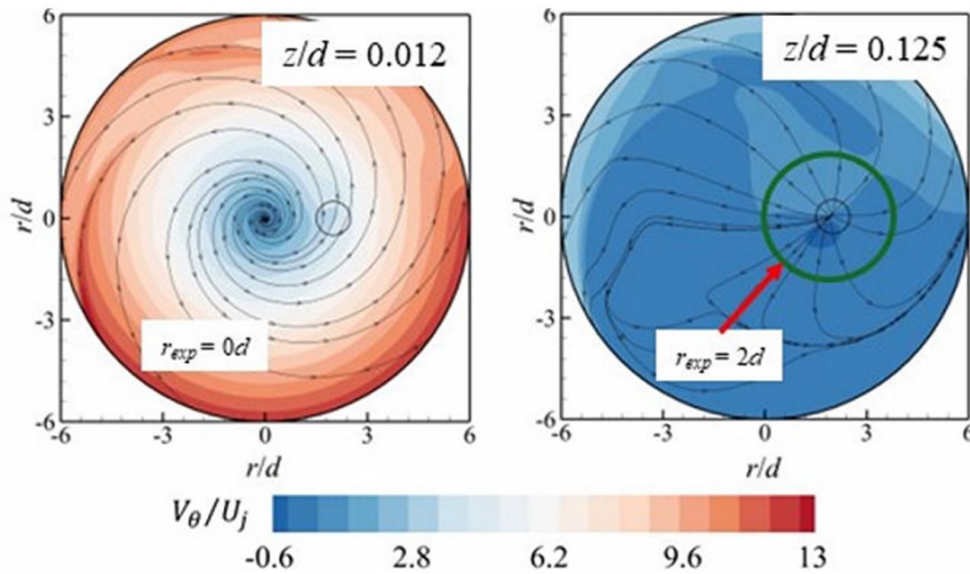 z/d = 0.012
z/d = 0.125
6
3
0
-3
-6
r/d
r_exp = 0d
-6
-3
0
3
6
r/d
6
3
0
-3
-6
r/d
r_exp = 2d
-6
-3
0
3
6
r/d
V_θ/U_j
-0.6
2.8
6.2
9.6
13